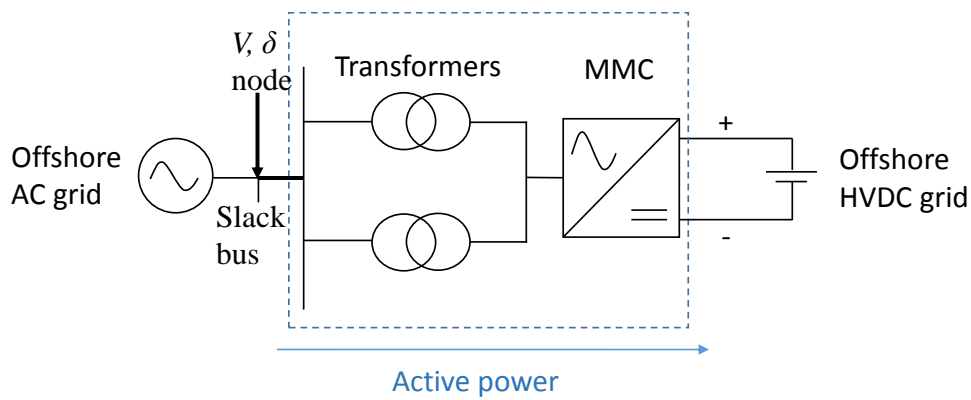 V, δ
node
Transformers
MMC
Offshore
AC grid
Slack
bus
+
-
Offshore
HVDC grid
Active power